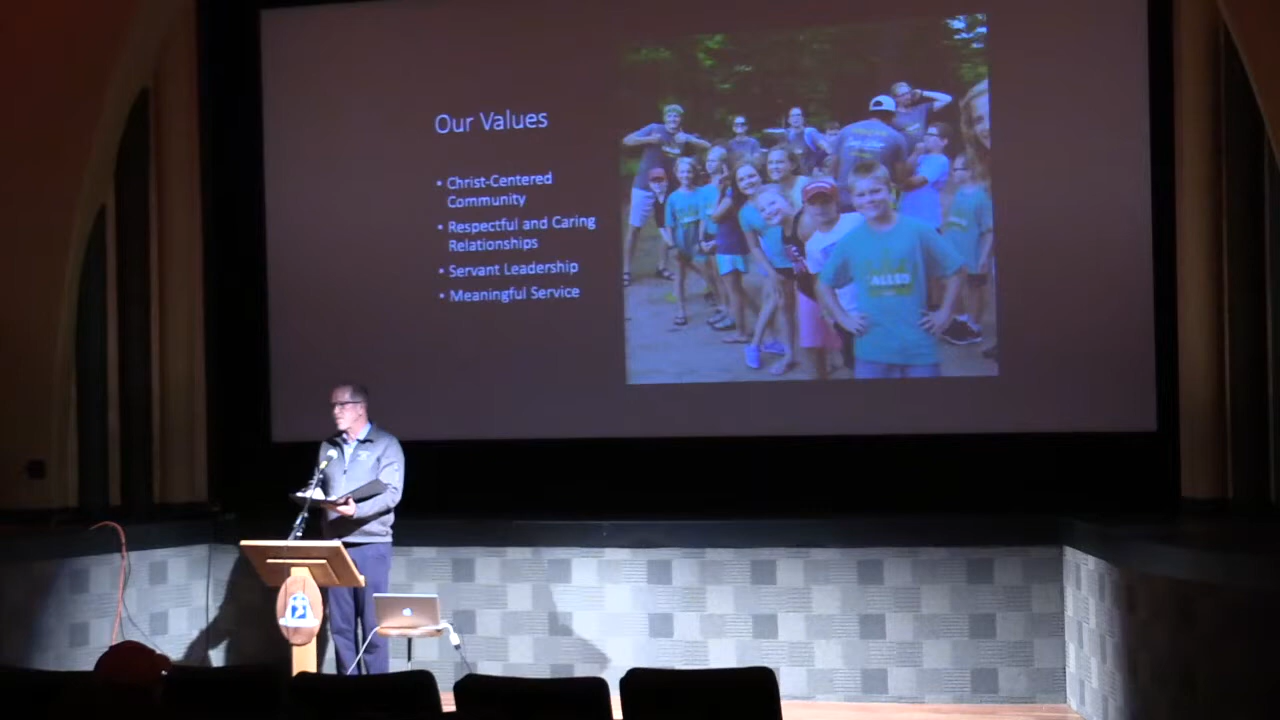 Our Values
• Christ-Centered
Community
• Respectful and Caring
Relationships
• Servant Leadership
• Meaningful Service